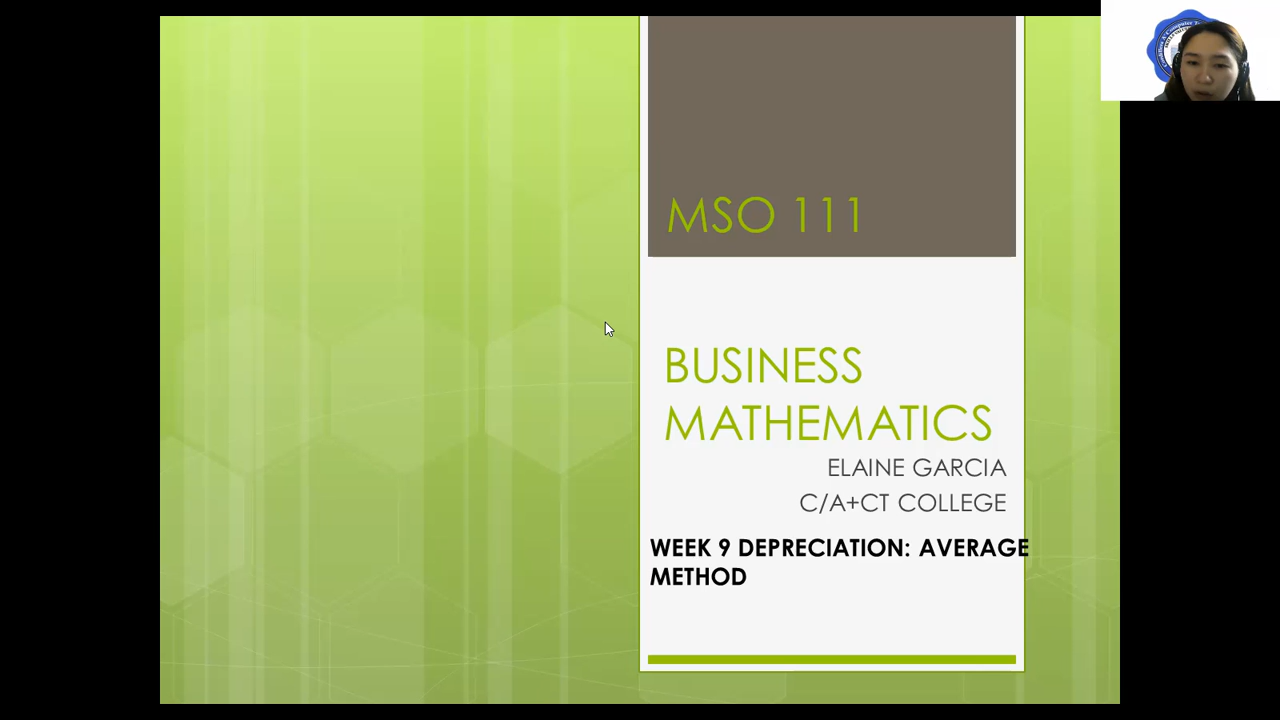 MSO 111
BUSINESS
MATHEMATICS
ELAINE GARCIA
C/A+CT COLLEGE
WEEK 9 DEPRECIATION: AVERAGE
METHOD